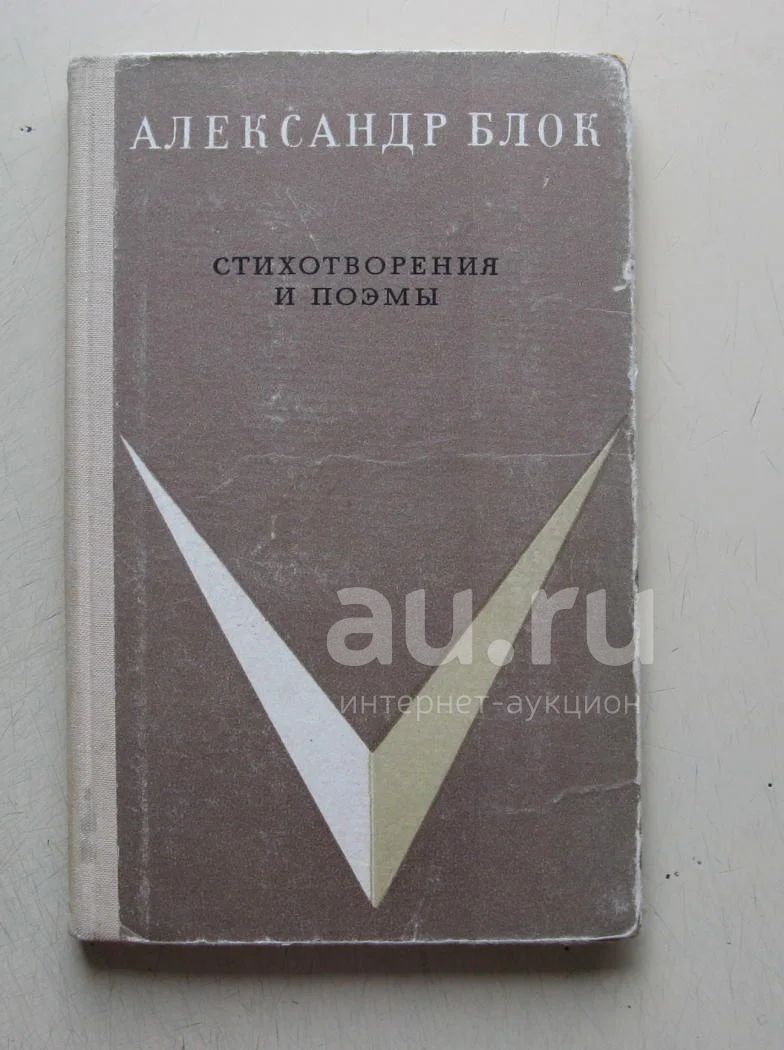 АЛЕКСАНДР БЛОК
СТИХОТВОРЕНИЯ
И ПОЭМЫ
au.ru
интернет-аукцион